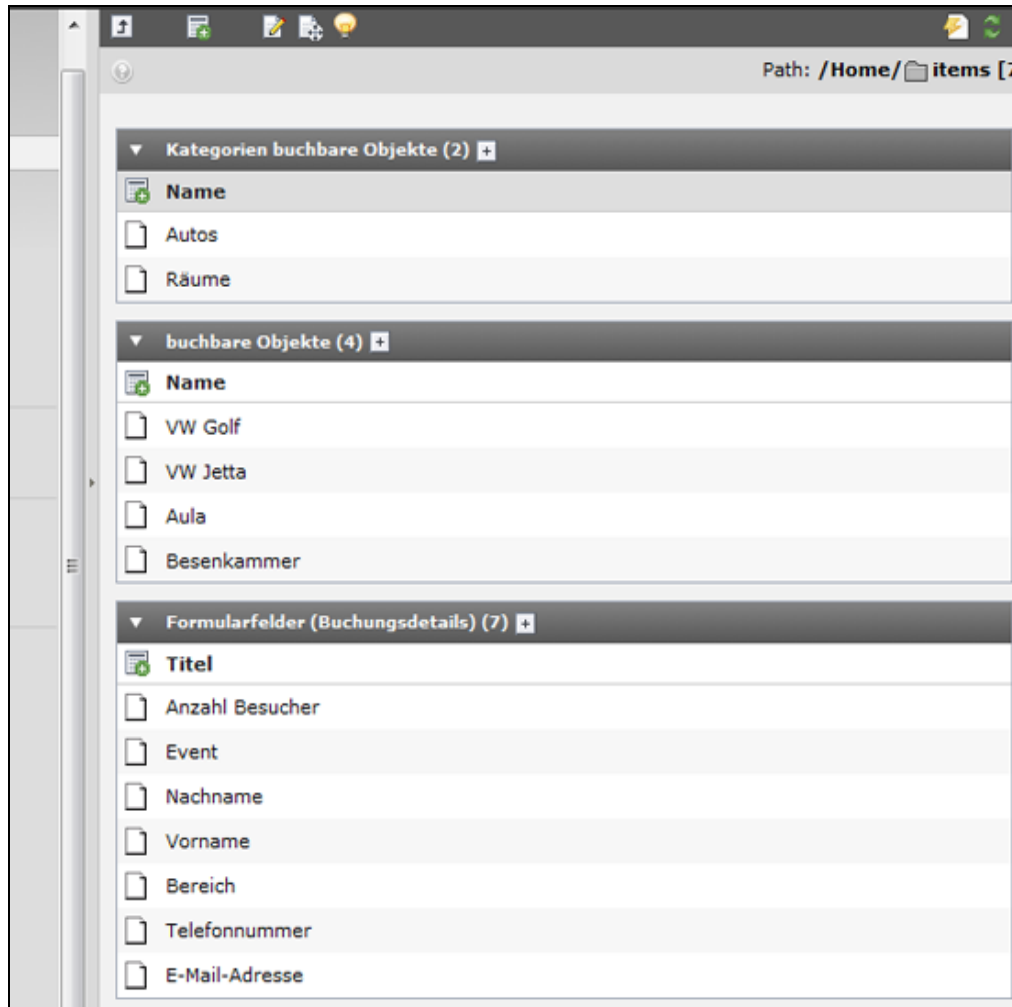 Path: /Home/ items [7
Kategorien buchbare Objekte (2)
Name
Autos
Räume
buchbare Objekte (4)
Name
VW Golf
VW Jetta
Aula
Besenkammer
Formularfelder (Buchungsdetails) (7)
Titel
Anzahl Besucher
Event
Nachname
Vorname
Bereich
Telefonnummer
E-Mail-Adresse